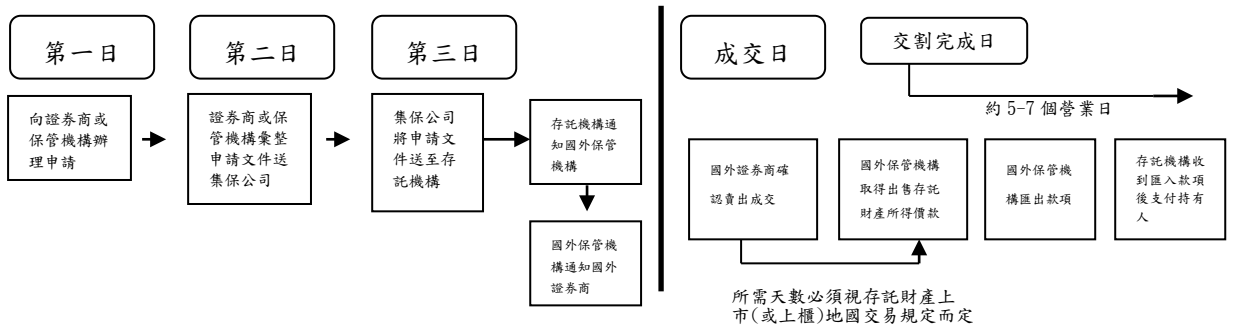 第一日
向證券商或
保管機構辦
理申請
第二日
證券商或保
管機構彙整
申請文件送
集保公司
第三日
集保公司
將申請文
件送至存
託機構
存託機構通
知國外保管
機構
國外保管機
構通知國外
證券商
成交日
交割完成日
約 5-7 個營業日
國外證券商確
認賣出成交
國外保管機構
取得出售存託
財產所得價款
國外保管機
構匯出款項
存託機構收
到匯入款項
後支付持有
人
所需天數必須視存託財產上
市(或上櫃)地國交易規定而定